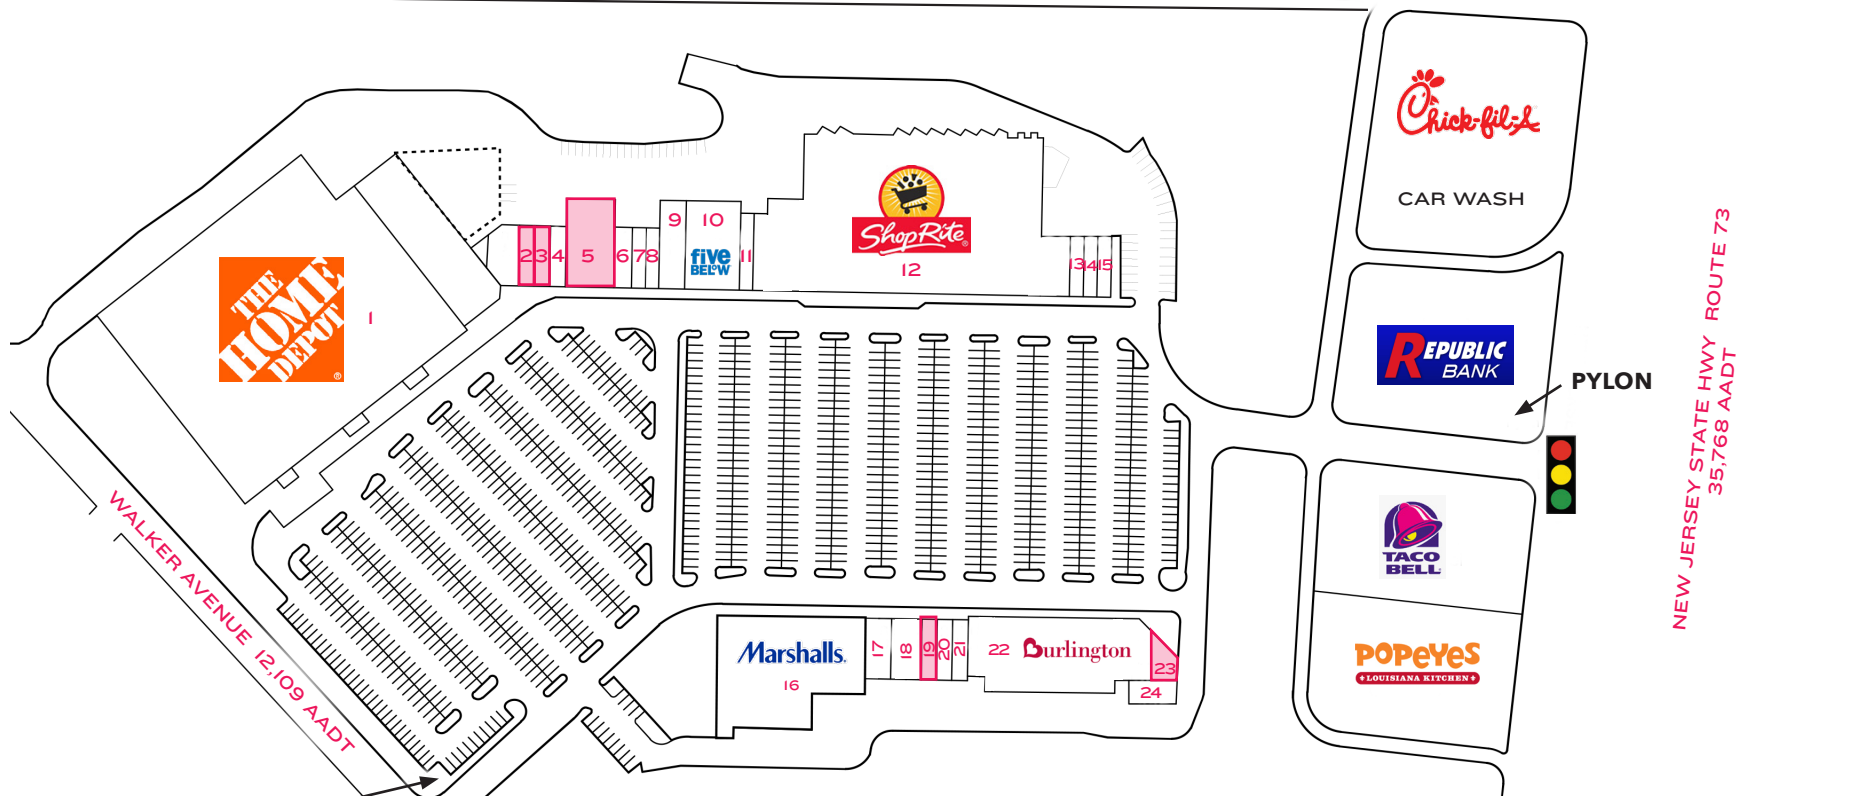 Chick-fil-A
CAR WASH
REPUBLIC
BANK
PYLON
NEW JERSEY STATE HWY ROUTE 73
35,768 AADT
TACO
BELL
POPEYES
LOUISIANA KITCHEN
THE
HOME
DEPOT
®
1
2
3
4
5
6
7
8
9
10
five
BEL°W
11
ShopRite®
12
13
14
15
WALKER AVENUE 12,109 AADT
Marshalls.
16
17
18
19
20
21
22
Burlington
23
24